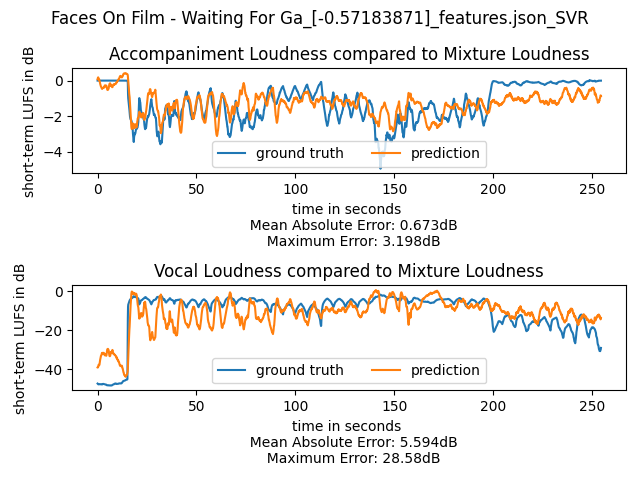 Faces On Film - Waiting For Ga_[-0.57183871]_features.json_SVR
Accompaniment Loudness compared to Mixture Loudness
short-term LUFS in dB
0
−2
−4
ground truth
prediction
0
50
100
150
200
250
time in seconds
Mean Absolute Error: 0.673dB
Maximum Error: 3.198dB
Vocal Loudness compared to Mixture Loudness
short-term LUFS in dB
0
−20
−40
ground truth
prediction
0
50
100
150
200
250
time in seconds
Mean Absolute Error: 5.594dB
Maximum Error: 28.58dB